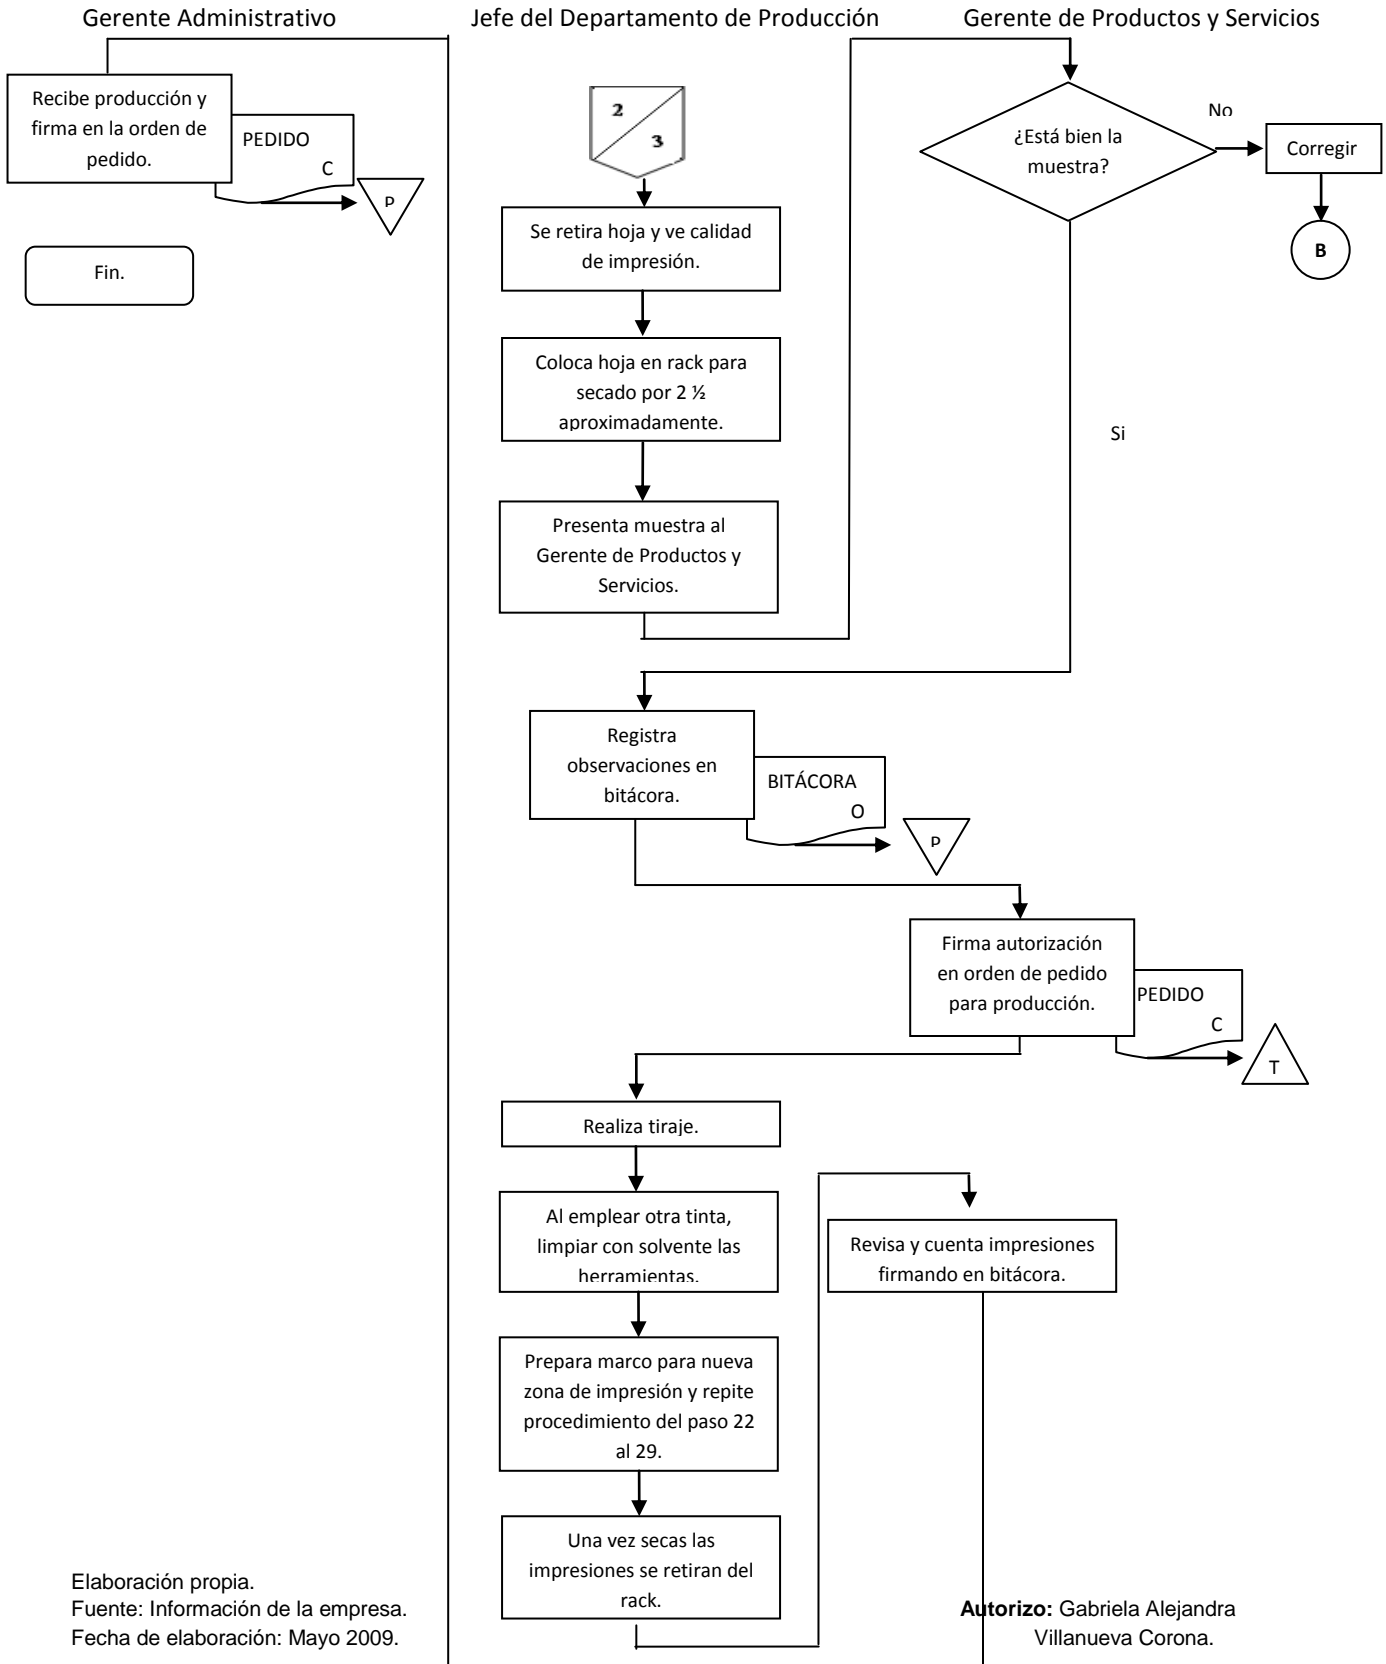 Gerente Administrativo
Jefe del Departamento de Producción
Gerente de Productos y Servicios
Recibe producción y
firma en la orden de
pedido.
PEDIDO
C
P
Fin.
2
3
Se retira hoja y ve calidad
de impresión.
Coloca hoja en rack para
secado por 2 ½
aproximadamente.
Presenta muestra al
Gerente de Productos y
Servicios.
¿Está bien la
muestra?
No
Corregir
B
Si
Registra
observaciones en
bitácora.
BITÁCORA
O
P
Firma autorización
en orden de pedido
para producción.
PEDIDO
C
T
Realiza tiraje.
Al emplear otra tinta,
limpiar con solvente las
herramientas.
Prepara marco para nueva
zona de impresión y repite
procedimiento del paso 22
al 29.
Una vez secas las
impresiones se retiran del
rack.
Revisa y cuenta impresiones
firmando en bitácora.
Elaboración propia.
Fuente: Información de la empresa.
Fecha de elaboración: Mayo 2009.
Autorizo: Gabriela Alejandra
Villanueva Corona.